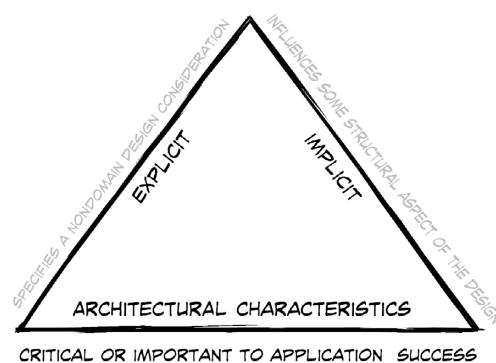 SPECIFIES A NONDOMAIN DESIGN CONSIDERATION
INFLUENCES SOME STRUCTURAL ASPECT OF THE DESIGN
EXPLICIT
IMPLICIT
ARCHITECTURAL CHARACTERISTICS
CRITICAL OR IMPORTANT TO APPLICATION SUCCESS